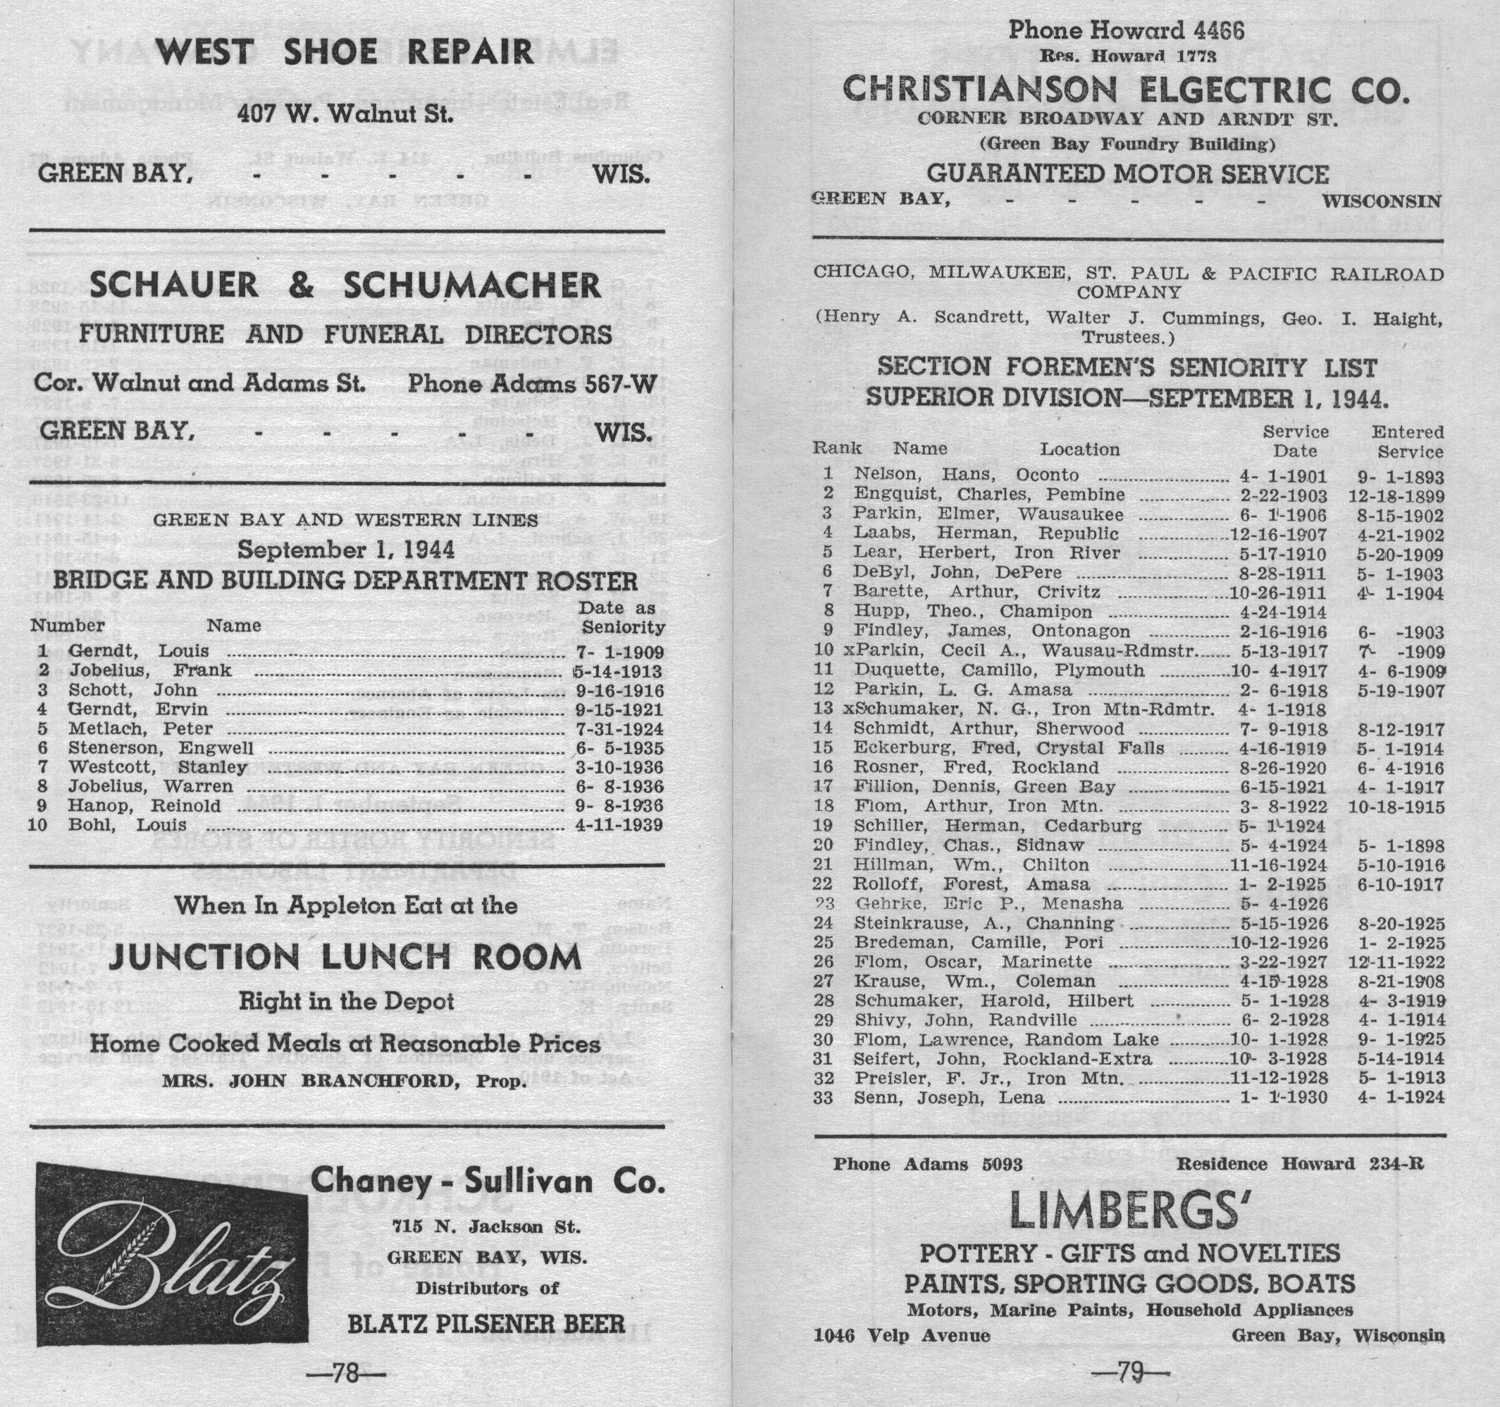 WEST SHOE REPAIR
407 W. Walnut St.
GREEN BAY, - - - - - WIS.
SCHAUER & SCHUMACHER
FURNITURE AND FUNERAL DIRECTORS
Cor. Walnut and Adams St. Phone Adams 567-W
GREEN BAY, - - - - - WIS.
GREEN BAY AND WESTERN LINES
September 1, 1944
BRIDGE AND BUILDING DEPARTMENT ROSTER
Date as
Number Name Seniority
1 Gerndt, Louis 7- 1-1909
2 Jobelius, Frank 5-14-1913
3 Schott, John 9-16-1916
4 Gerndt, Ervin 9-15-1921
5 Metlach, Peter 7-31-1924
6 Stenerson, Engwell 6- 5-1935
7 Westcott, Stanley 3-10-1936
8 Jobelius, Warren 6- 8-1936
9 Hanop, Reinold 9- 8-1936
10 Bohl, Louis 4-11-1939
When In Appleton Eat at the
JUNCTION LUNCH ROOM
Right in the Depot
Home Cooked Meals at Reasonable Prices
MRS. JOHN BRANCHFORD, Prop.
Blatz
Chaney - Sullivan Co.
715 N. Jackson St.
GREEN BAY, WIS.
Distributors of
BLATZ PILSENER BEER
—78—
Phone Howard 4466
Res. Howard 1773
CHRISTIANSON ELGECTRIC CO.
CORNER BROADWAY AND ARNDT ST.
(Green Bay Foundry Building)
GUARANTEED MOTOR SERVICE
GREEN BAY, - - - - - WISCONSIN
CHICAGO, MILWAUKEE, ST. PAUL & PACIFIC RAILROAD
COMPANY
(Henry A. Scandrett, Walter J. Cummings, Geo. I. Haight,
Trustees.)
SECTION FOREMEN'S SENIORITY LIST
SUPERIOR DIVISION—SEPTEMBER 1, 1944.
Service Entered
Rank Name Location Date Service
1 Nelson, Hans, Oconto 4- 1-1901 9- 1-1893
2 Engquist, Charles, Pembine 2-22-1903 12-18-1899
3 Parkin, Elmer, Wausaukee 6- 1-1906 8-15-1902
4 Laabs, Herman, Republic 12-16-1907 4-21-1902
5 Lear, Herbert, Iron River 5-17-1910 5-20-1909
6 DeByl, John, DePere 8-28-1911 5- 1-1903
7 Barette, Arthur, Crivitz 10-26-1911 4- 1-1904
8 Hupp, Theo., Chamipon 4-24-1914
9 Findley, James, Ontonagon 2-16-1916 6- -1903
10 xParkin, Cecil A., Wausau-Rdmstr. 5-13-1917 7- -1909
11 Duquette, Camillo, Plymouth 10- 4-1917 4- 6-1909
12 Parkin, L. G. Amasa 2- 6-1918 5-19-1907
13 xSchumaker, N. G., Iron Mtn-Rdmtr. 4- 1-1918
14 Schmidt, Arthur, Sherwood 7- 9-1918 8-12-1917
15 Eckerburg, Fred, Crystal Falls 4-16-1919 5- 1-1914
16 Rosner, Fred, Rockland 8-26-1920 6- 4-1916
17 Fillion, Dennis, Green Bay 6-15-1921 4- 1-1917
18 Flom, Arthur, Iron Mtn. 3- 8-1922 10-18-1915
19 Schiller, Herman, Cedarburg 5- 1-1924
20 Findley, Chas., Sidnaw 5- 4-1924 5- 1-1898
21 Hillman, Wm., Chilton 11-16-1924 5-10-1916
22 Rolloff, Forest, Amasa 1- 2-1925 6-10-1917
23 Gehrke, Eric P., Menasha 5- 4-1926
24 Steinkrause, A., Channing 5-15-1926 8-20-1925
25 Bredeman, Camille, Pori 10-12-1926 1- 2-1925
26 Flom, Oscar, Marinette 3-22-1927 12-11-1922
27 Krause, Wm., Coleman 4-15-1928 8-21-1908
28 Schumaker, Harold, Hilbert 5- 1-1928 4- 3-1919
29 Shivy, John, Randville 6- 2-1928 4- 1-1914
30 Flom, Lawrence, Random Lake 10- 1-1928 9- 1-1925
31 Seifert, John, Rockland-Extra 10- 3-1928 5-14-1914
32 Preisler, F. Jr., Iron Mtn. 11-12-1928 5- 1-1913
33 Senn, Joseph, Lena 1- 1-1930 4- 1-1924
Phone Adams 5093 Residence Howard 234-R
LIMBERGS'
POTTERY - GIFTS and NOVELTIES
PAINTS, SPORTING GOODS, BOATS
Motors, Marine Paints, Household Appliances
1046 Velp Avenue Green Bay, Wisconsin
—79—